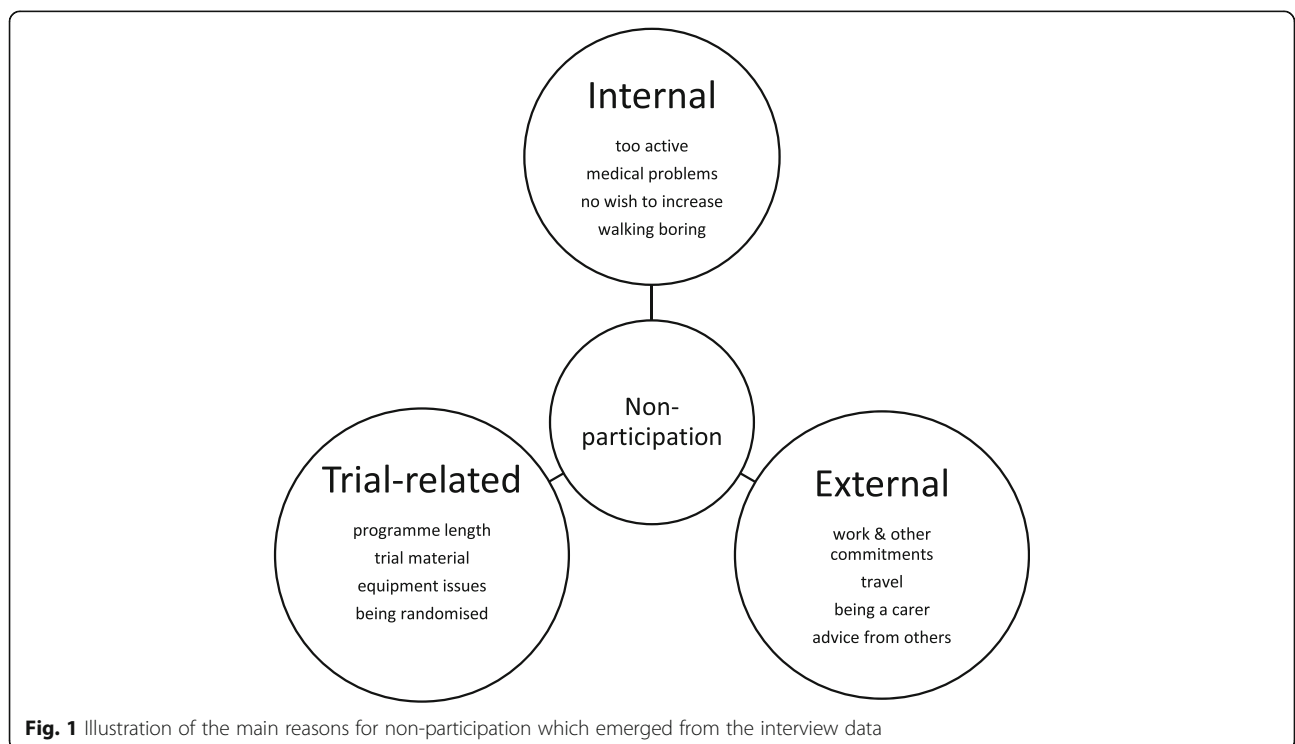 Internal
too active
medical problems
no wish to increase
walking boring
Non-
participation
Trial-related
programme length
trial material
equipment issues
being randomised
External
work & other
commitments
travel
being a carer
advice from others
Fig. 1 Illustration of the main reasons for non-participation which emerged from the interview data